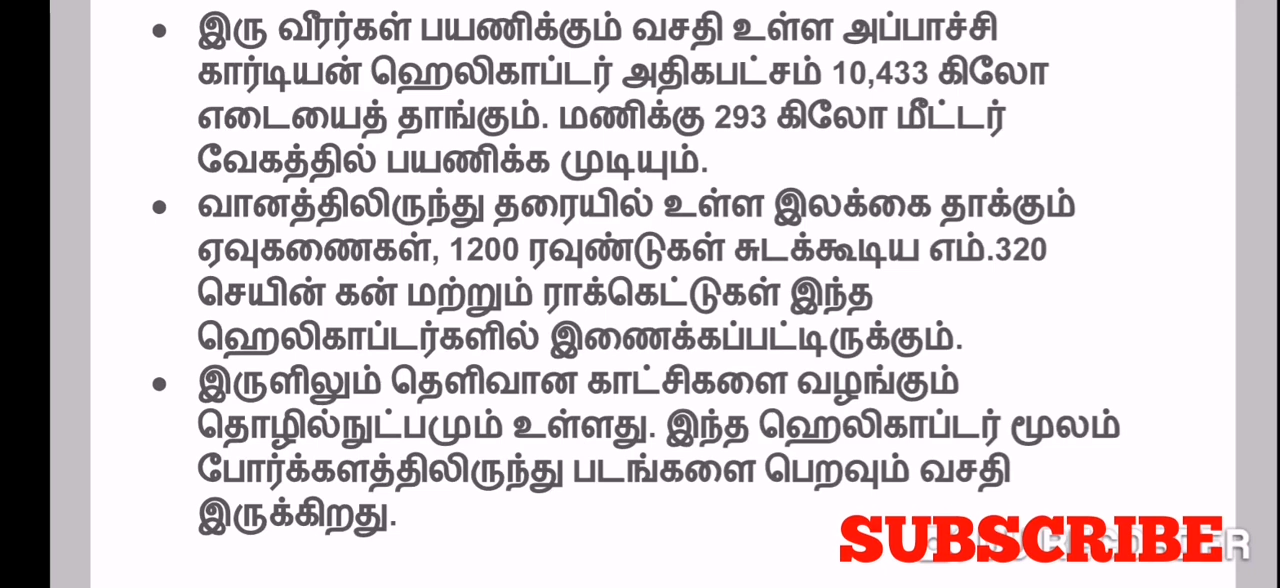 • இரு வீரர்கள் பயணிக்கும் வசதி உள்ள அப்பாச்சி
கார்டியன் ஹெலிகாப்டர் அதிகபட்சம் 10,433 கிலோ
எடையைத் தாங்கும். மணிக்கு 293 கிலோ மீட்டர்
வேகத்தில் பயணிக்க முடியும்.
• வானத்திலிருந்து தரையில் உள்ள இலக்கை தாக்கும்
ஏவுகணைகள், 1200 ரவுண்டுகள் சுடக்கூடிய எம்.320
செயின் கன் மற்றும் ராக்கெட்டுகள் இந்த
ஹெலிகாப்டர்களில் இணைக்கப்பட்டிருக்கும்.
• இருளிலும் தெளிவான காட்சிகளை வழங்கும்
தொழில்நுட்பமும் உள்ளது. இந்த ஹெலிகாப்டர் மூலம்
போர்க்களத்திலிருந்து படங்களை பெறவும் வசதி
இருக்கிறது.
SUBSCRIBE